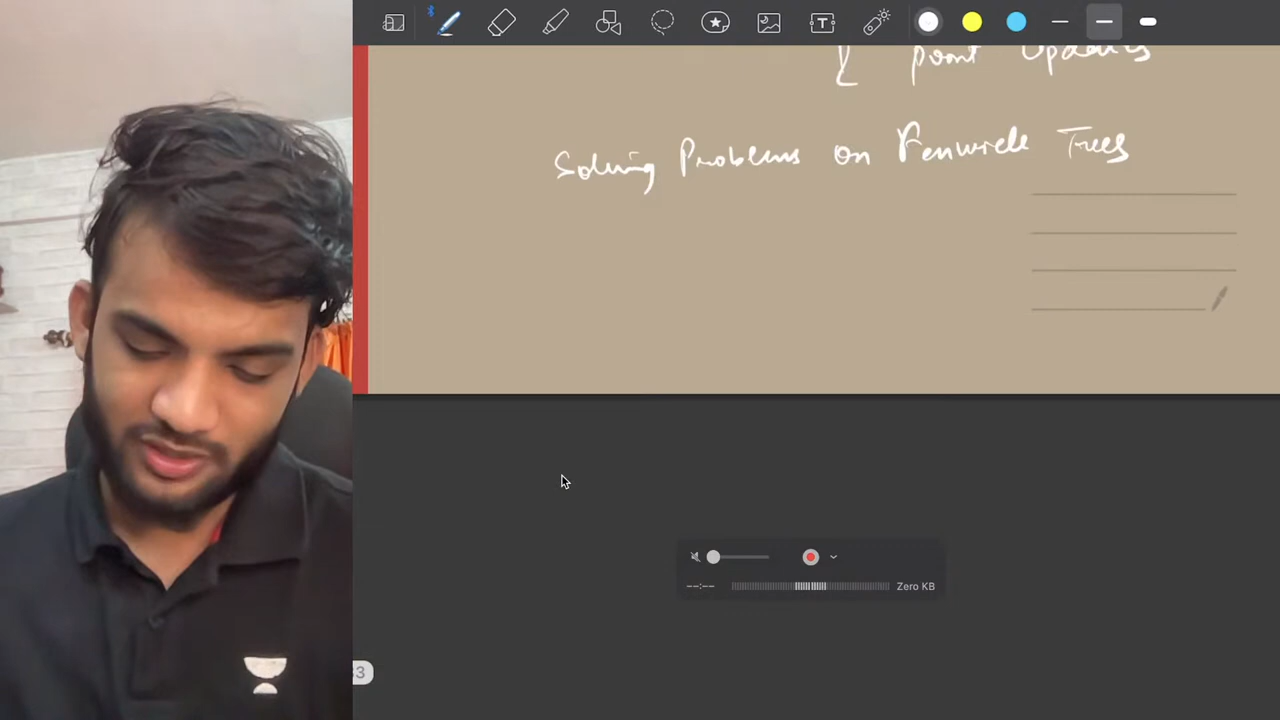 point Updates
Solving Problems on Fenwick Trees
--:-- Zero KB
3